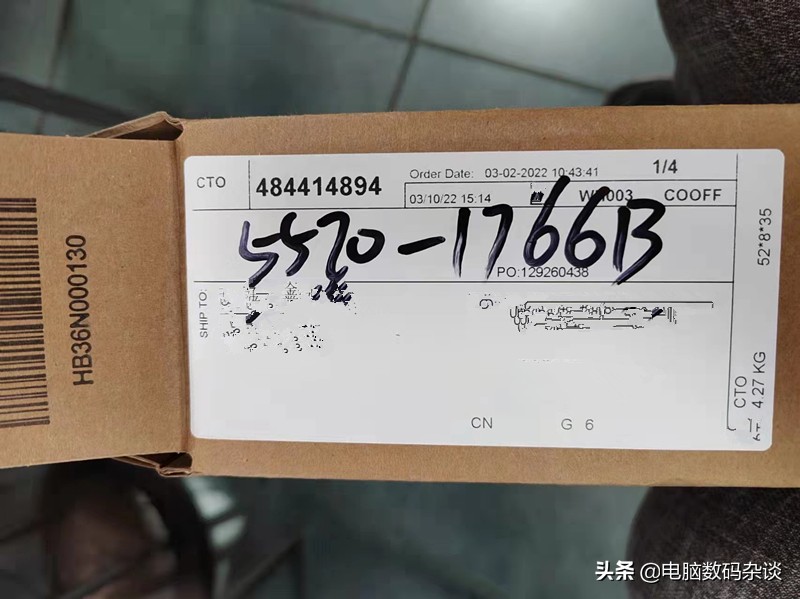 CTO
484414894
Order Date: 03-02-2022 10:43:41
1/4
03/10/22 15:14
COOFF
5570-1766B
PO:129260438
SHIP TO:
CN G 6
52*8*35
CTO
4.27 KG
HB36N000130
头条 @电脑数码杂谈